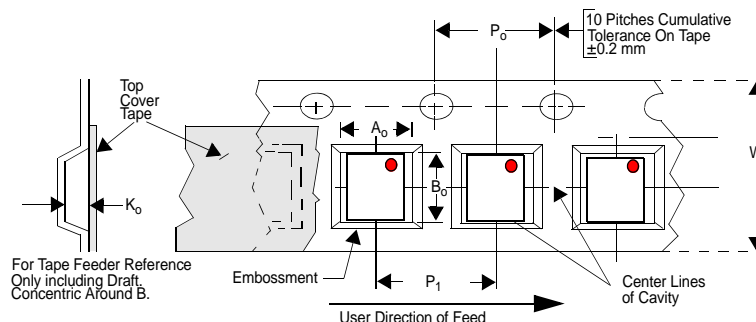 10 Pitches Cumulative
Tolerance On Tape
±0.2 mm
Po
Top
Cover
Tape
Ao
W
Bo
Ko
For Tape Feeder Reference
Only including Draft.
Concentric Around B.
Embossment
P1
Center Lines
of Cavity
User Direction of Feed